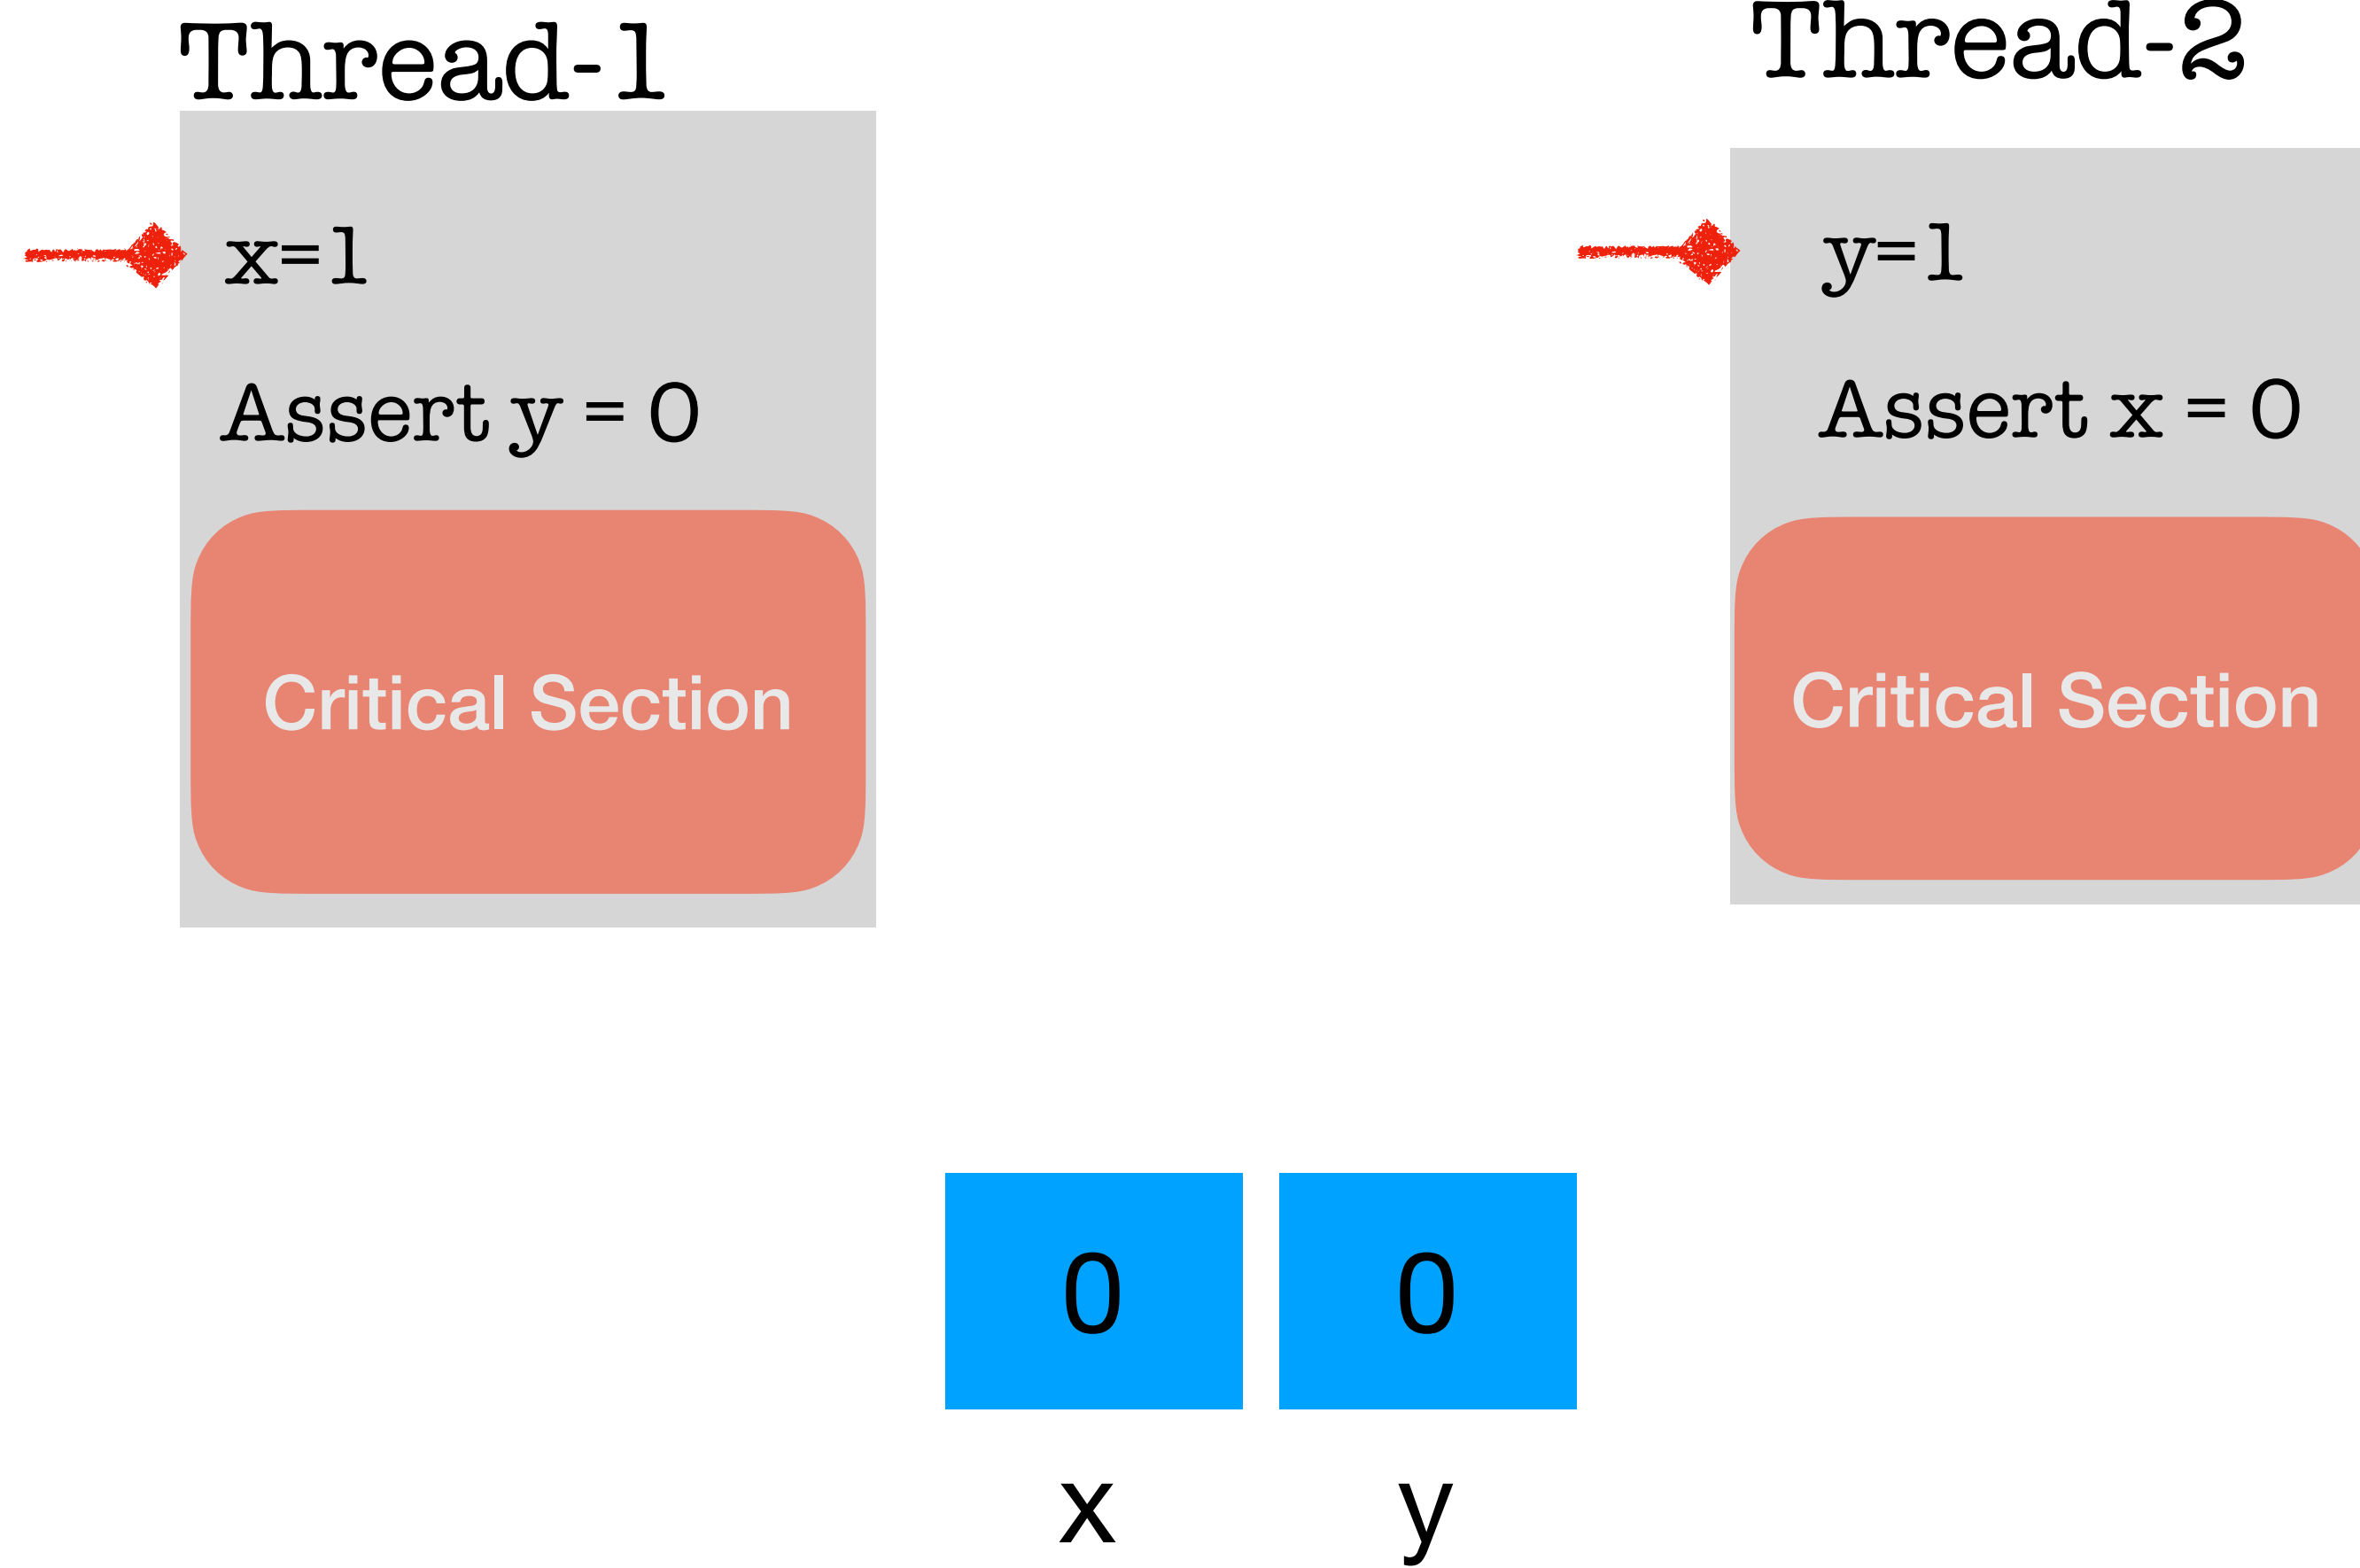 Thread-1
x=1
Assert y = 0
Critical Section
Thread-2
y=1
Assert x = 0
Critical Section
0 0
x y